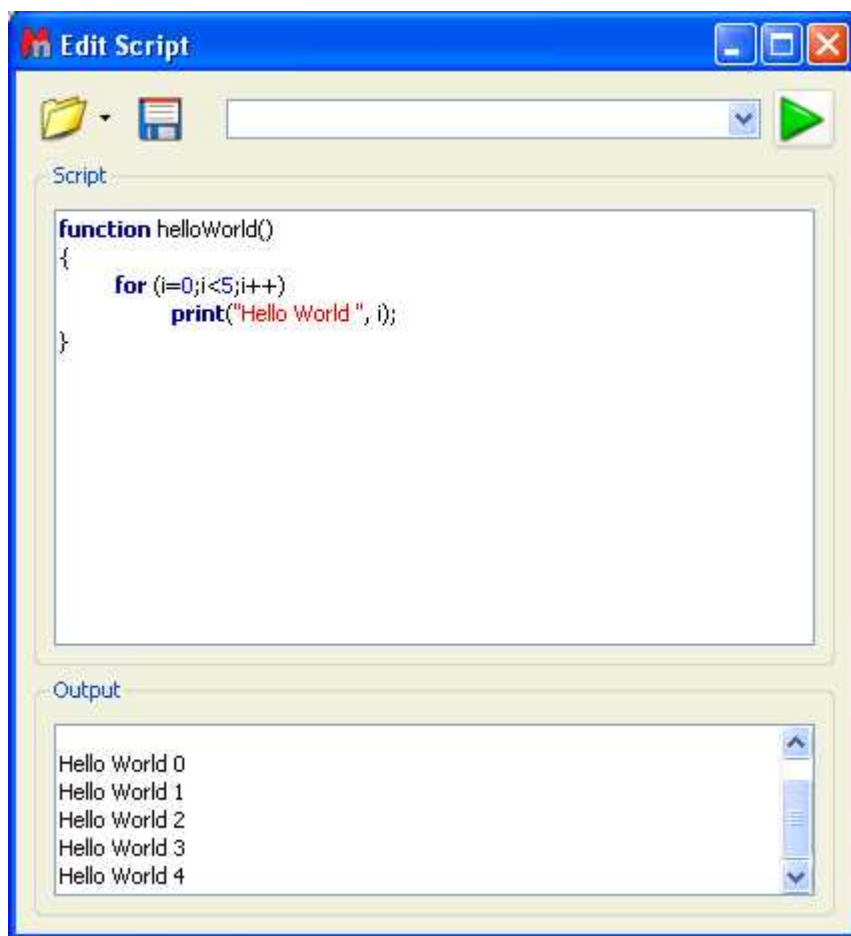 Edit Script
Script
function helloWorld()
{
for (i=0;i<5;i++)
print("Hello World ", i);
}
Output
Hello World 0
Hello World 1
Hello World 2
Hello World 3
Hello World 4